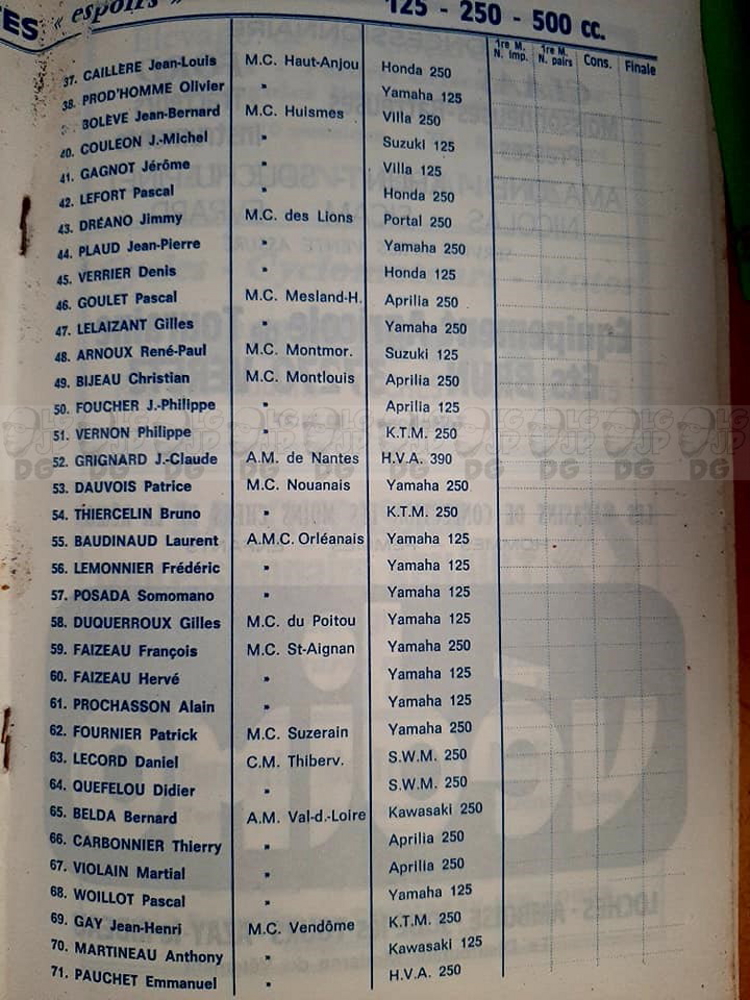 TES « espoirs » 125 - 250 - 500 cc.
1re M. N. imp. 1re M. N. pairs Cons. Finale
37. CAILLÈRE Jean-Louis M.C. Haut-Anjou Honda 250
38. PROD'HOMME Olivier " Yamaha 125
BOLÈVE Jean-Bernard M.C. Huismes Villa 250
40. COULEON J.-Michel " Suzuki 125
41. GAGNOT Jérôme " Villa 125
42. LEFORT Pascal " Honda 250
43. DRÉANO Jimmy M.C. des Lions Portal 250
44. PLAUD Jean-Pierre " Yamaha 250
45. VERRIER Denis " Honda 125
46. GOULET Pascal M.C. Mesland-H. Aprilia 250
47. LELAIZANT Gilles " Yamaha 250
48. ARNOUX René-Paul M.C. Montmor. Suzuki 125
49. BIJEAU Christian M.C. Montlouis Aprilia 250
50. FOUCHER J.-Philippe " Aprilia 125
51. VERNON Philippe " K.T.M. 250
52. GRIGNARD J.-Claude A.M. de Nantes H.V.A. 390
53. DAUVOIS Patrice M.C. Nouanais Yamaha 250
54. THIERCELIN Bruno " K.T.M. 250
55. BAUDINAUD Laurent A.M.C. Orléanais Yamaha 125
56. LEMONNIER Frédéric " Yamaha 125
57. POSADA Somomano " Yamaha 125
58. DUQUERROUX Gilles M.C. du Poitou Yamaha 125
59. FAIZEAU François M.C. St-Aignan Yamaha 250
60. FAIZEAU Hervé " Yamaha 125
61. PROCHASSON Alain " Yamaha 125
62. FOURNIER Patrick M.C. Suzerain Yamaha 250
63. LECORD Daniel C.M. Thiberv. S.W.M. 250
64. QUEFELOU Didier " S.W.M. 250
65. BELDA Bernard A.M. Val-d.-Loire Kawasaki 250
66. CARBONNIER Thierry " Aprilia 250
67. VIOLAIN Martial " Aprilia 250
68. WOILLOT Pascal " Yamaha 125
69. GAY Jean-Henri M.C. Vendôme K.T.M. 250
70. MARTINEAU Anthony " Kawasaki 125
71. PAUCHET Emmanuel " H.V.A. 250